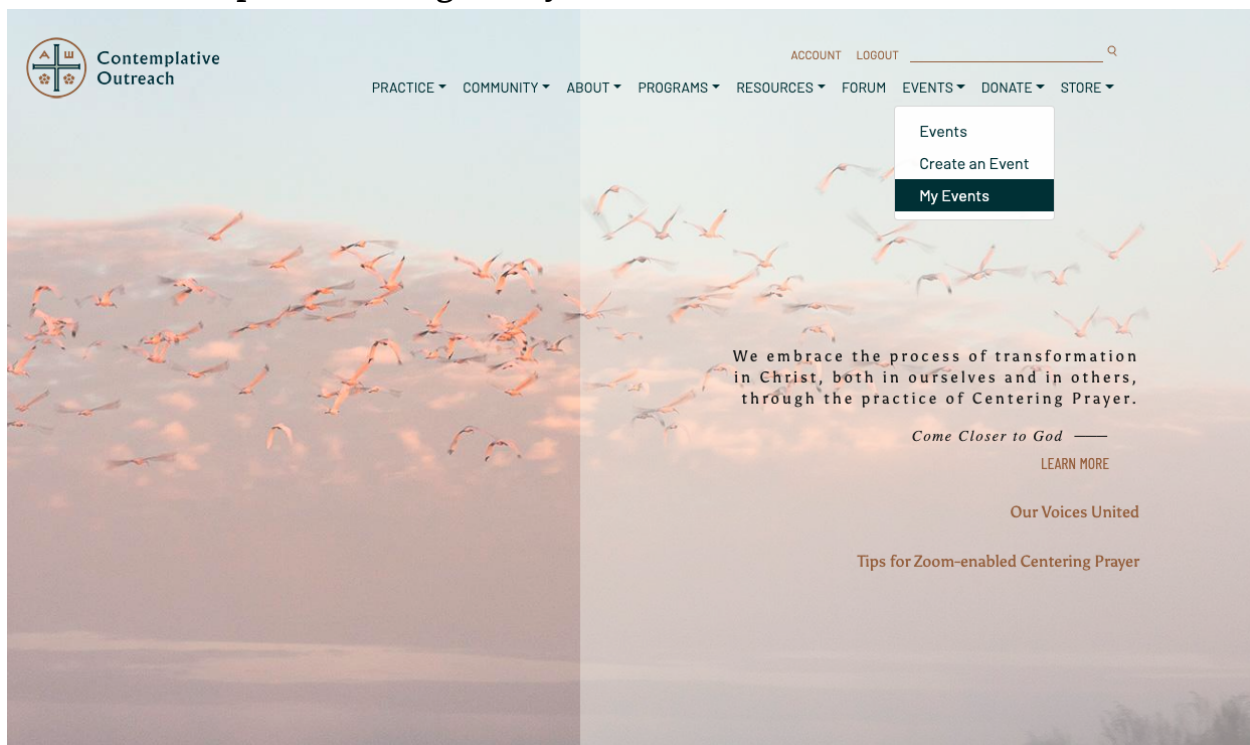 Contemplative
Outreach
ACCOUNT LOGOUT
PRACTICE COMMUNITY ABOUT PROGRAMS RESOURCES FORUM EVENTS DONATE STORE
Events
Create an Event
My Events
We embrace the process of transformation
in Christ, both in ourselves and in others,
through the practice of Centering Prayer.
Come Closer to God
LEARN MORE
Our Voices United
Tips for Zoom-enabled Centering Prayer